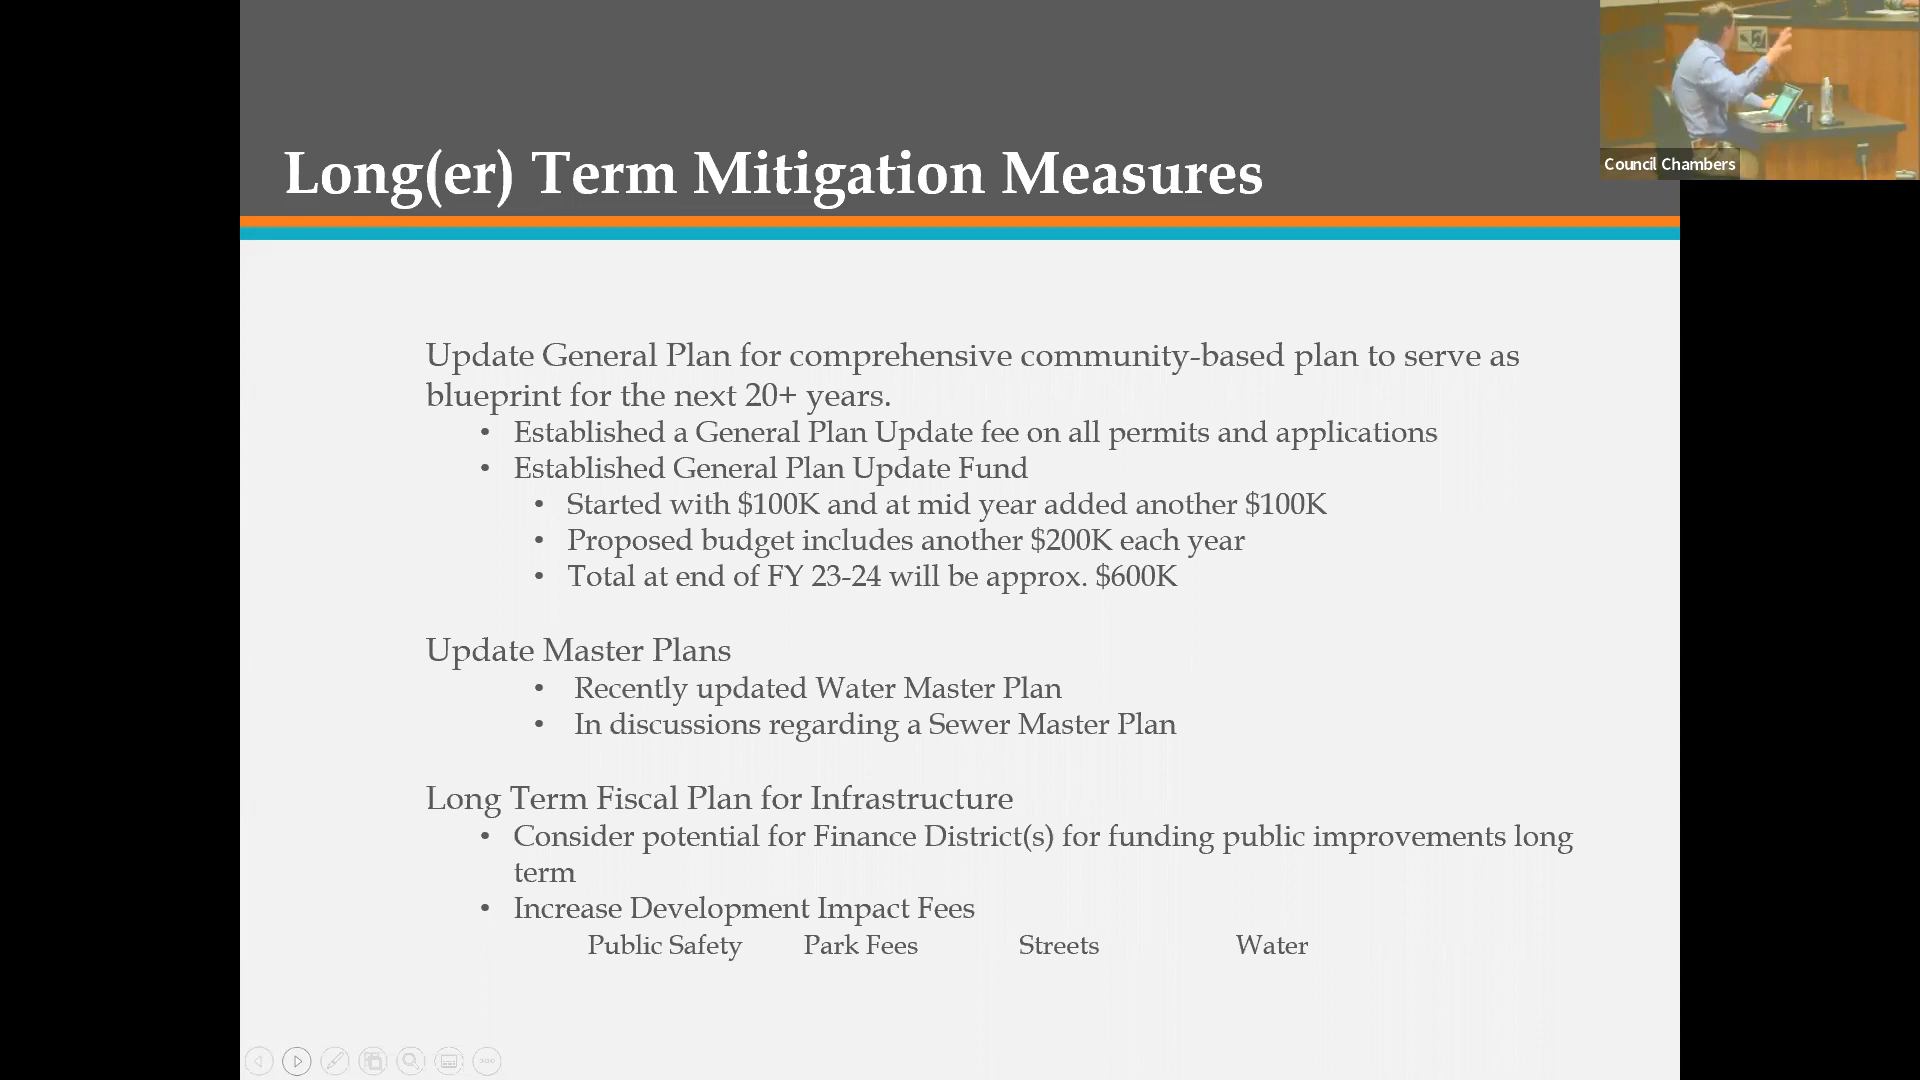 Long(er) Term Mitigation Measures
Council Chambers
Update General Plan for comprehensive community-based plan to serve as
blueprint for the next 20+ years.
• Established a General Plan Update fee on all permits and applications
• Established General Plan Update Fund
• Started with $100K and at mid year added another $100K
• Proposed budget includes another $200K each year
• Total at end of FY 23-24 will be approx. $600K
Update Master Plans
• Recently updated Water Master Plan
• In discussions regarding a Sewer Master Plan
Long Term Fiscal Plan for Infrastructure
• Consider potential for Finance District(s) for funding public improvements long
term
• Increase Development Impact Fees
Public Safety Park Fees Streets Water